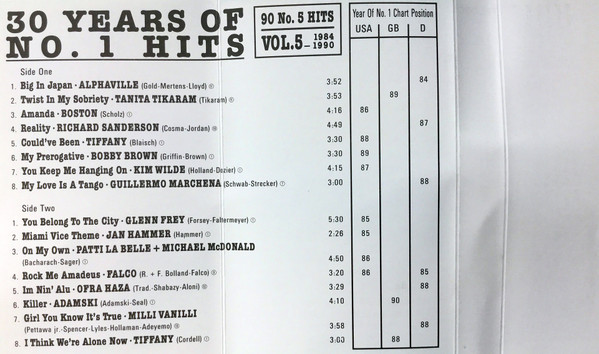 30 YEARS OF
NO. 1 HITS
90 No. 5 HITS
VOL.5 – 1984 1990
Year Of No. 1 Chart Position
USA GB D
Side One
1. Big In Japan · ALPHAVILLE (Gold-Mertens-Lloyd) 3:52 84
2. Twist In My Sobriety · TANITA TIKARAM (Tikaram) 3:53 89
3. Amanda · BOSTON (Scholz) 4:16 86
4. Reality · RICHARD SANDERSON (Cosma-Jordan) 4:49 87
5. Could've Been · TIFFANY (Blaisch) 3:30 88
6. My Prerogative · BOBBY BROWN (Griffin-Brown) 3:30 89
7. You Keep Me Hanging On · KIM WILDE (Holland-Dozier) 4:15 87
8. My Love Is A Tango · GUILLERMO MARCHENA (Schwab-Strecker) 3:00 88
Side Two
1. You Belong To The City · GLENN FREY (Forsey-Faltermeyer) 5:30 85
2. Miami Vice Theme · JAN HAMMER (Hammer) 2:26 85
3. On My Own · PATTI LA BELLE + MICHAEL McDONALD
(Bacharach-Sager) 4:50 86
4. Rock Me Amadeus · FALCO (R. + F. Bolland-Falco) 3:20 86 85
5. Im Nin' Alu · OFRA HAZA (Trad.-Shabazy-Aloni) 3:29 88
6. Killer · ADAMSKI (Adamski-Seal) 4:10 90
7. Girl You Know It's True · MILLI VANILLI
(Pettawa jr.-Spencer-Lyles-Hollaman-Adeyemo) 3:58 88
8. I Think We're Alone Now · TIFFANY (Cordell) 3:00 88